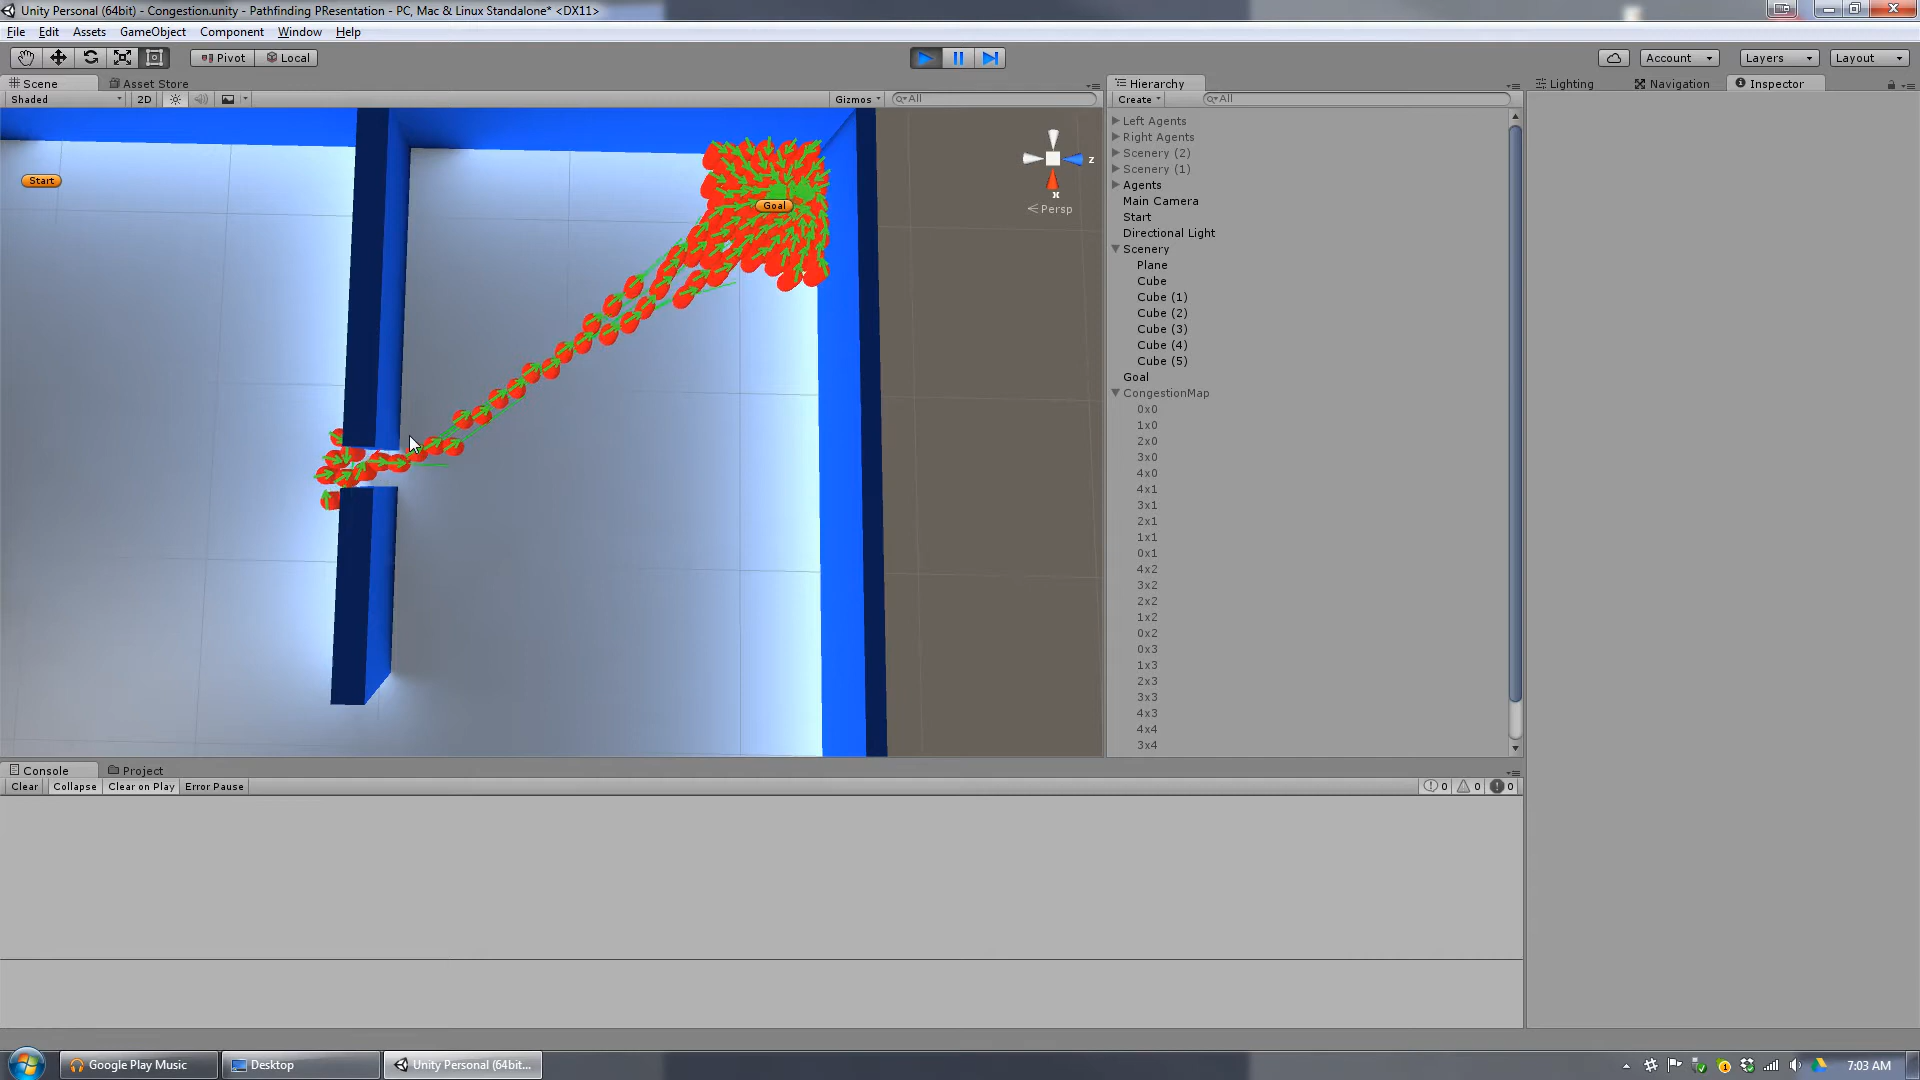 Unity Personal (64bit) - Congestion.unity - Pathfinding PResentation - PC, Mac & Linux Standalone* <DX11>
File Edit Assets GameObject Component Window Help
Pivot Local Account Layers Layout
Scene Asset Store
Shaded 2D Gizmos All
Start
Goal
z
x
Persp
Hierarchy
Create All
Left Agents
Right Agents
Scenery (2)
Scenery (1)
Agents
Main Camera
Start
Directional Light
Scenery
Plane
Cube
Cube (1)
Cube (2)
Cube (3)
Cube (4)
Cube (5)
Goal
CongestionMap
0x0
1x0
2x0
3x0
4x0
4x1
3x1
2x1
1x1
0x1
4x2
3x2
2x2
1x2
0x2
0x3
1x3
2x3
3x3
4x3
4x4
3x4
Lighting Navigation Inspector
Console Project
Clear Collapse Clear on Play Error Pause 0 0 0
Google Play Music Desktop Unity Personal (64bit... 7:03 AM